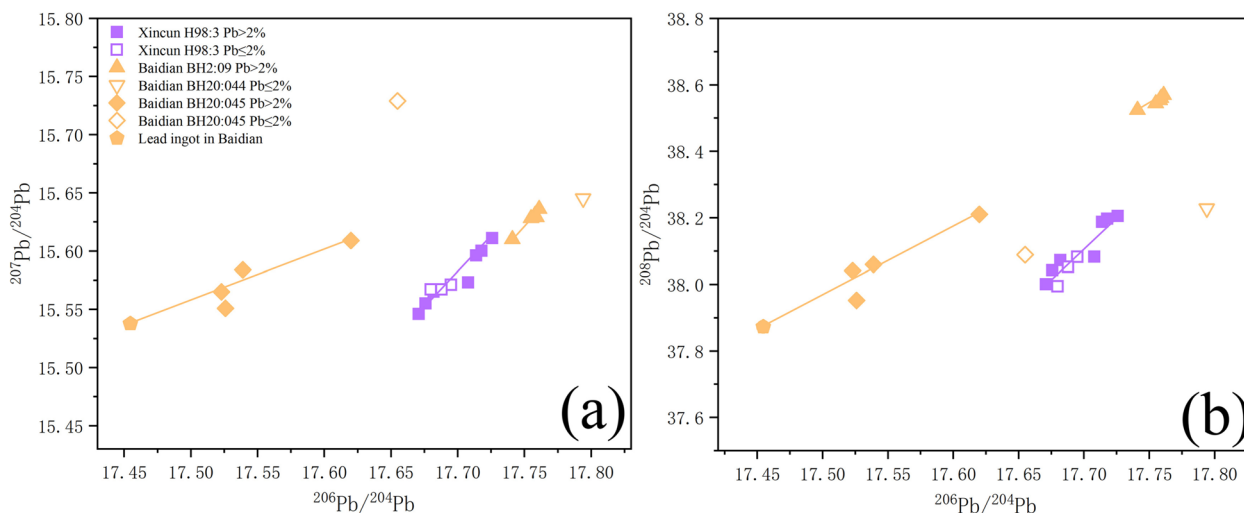 15.80
15.75
15.70
15.65
15.60
15.55
15.50
15.45
²⁰⁷Pb/²⁰⁴Pb
Xincun H98:3 Pb>2%
Xincun H98:3 Pb≤2%
Baidian BH2:09 Pb>2%
Baidian BH20:044 Pb≤2%
Baidian BH20:045 Pb>2%
Baidian BH20:045 Pb≤2%
Lead ingot in Baidian
(a)
17.45 17.50 17.55 17.60 17.65 17.70 17.75 17.80
²⁰⁶Pb/²⁰⁴Pb
38.8
38.6
38.4
38.2
38.0
37.8
37.6
²⁰⁸Pb/²⁰⁴Pb
(b)
17.45 17.50 17.55 17.60 17.65 17.70 17.75 17.80
²⁰⁶Pb/²⁰⁴Pb